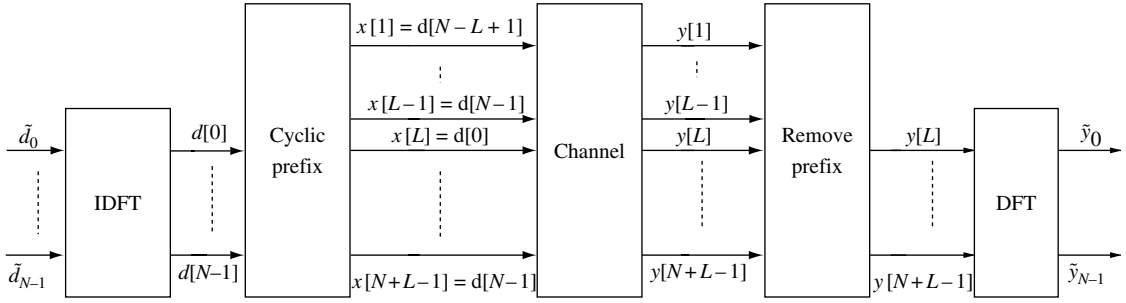 x[1] = d[N – L + 1]
y[1]
x[L–1] = d[N–1]
y[L–1]
d̃₀
d[0]
Cyclic
prefix
x[L] = d[0]
Channel
y[L]
Remove
prefix
y[L]
ỹ₀
IDFT
DFT
d̃_{N–1}
d[N–1]
x[N+L–1] = d[N–1]
y[N+L–1]
y[N+L–1]
ỹ_{N–1}